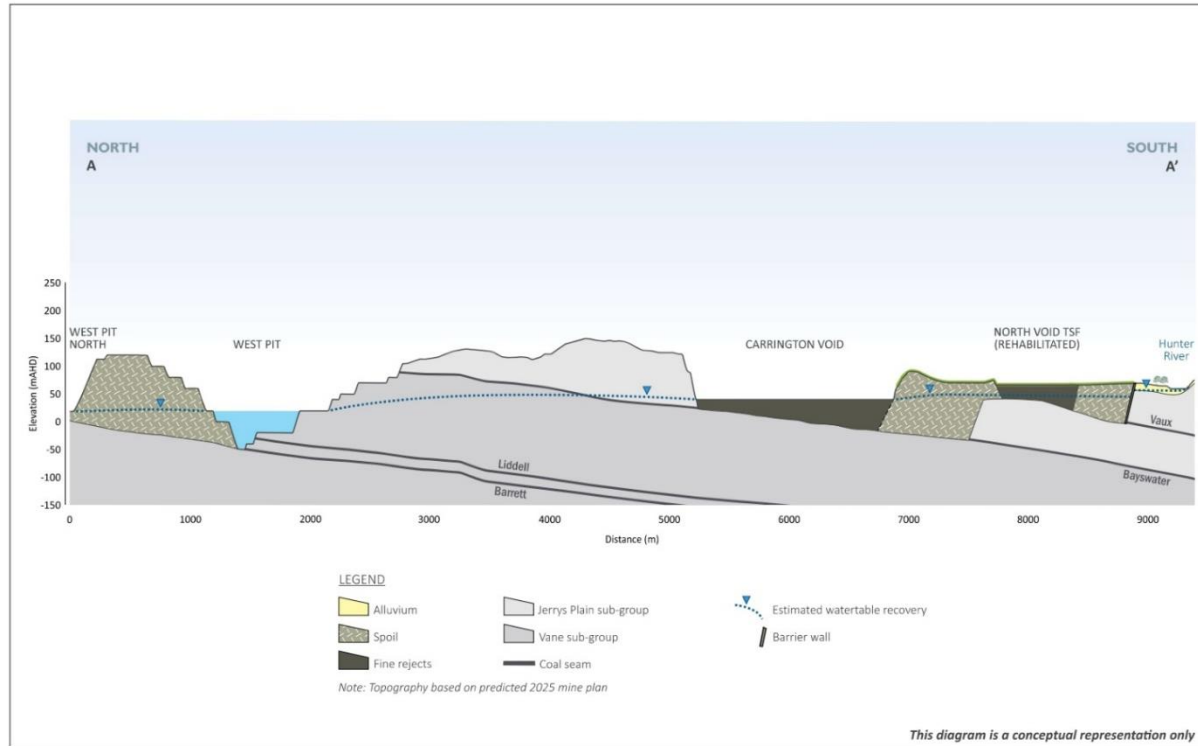 NORTH
A
SOUTH
A'
Elevation (mAHD)
250
200
150
100
50
0
-50
-100
-150
WEST PIT
NORTH
WEST PIT
CARRINGTON VOID
NORTH VOID TSF
(REHABILITATED)
Hunter
River
Liddell
Barrett
Vaux
Bayswater
0
1000
2000
3000
4000
5000
6000
7000
8000
9000
Distance (m)
LEGEND
Alluvium
Spoil
Fine rejects
Jerrys Plain sub-group
Vane sub-group
Coal seam
Estimated watertable recovery
Barrier wall
Note: Topography based on predicted 2025 mine plan
This diagram is a conceptual representation only